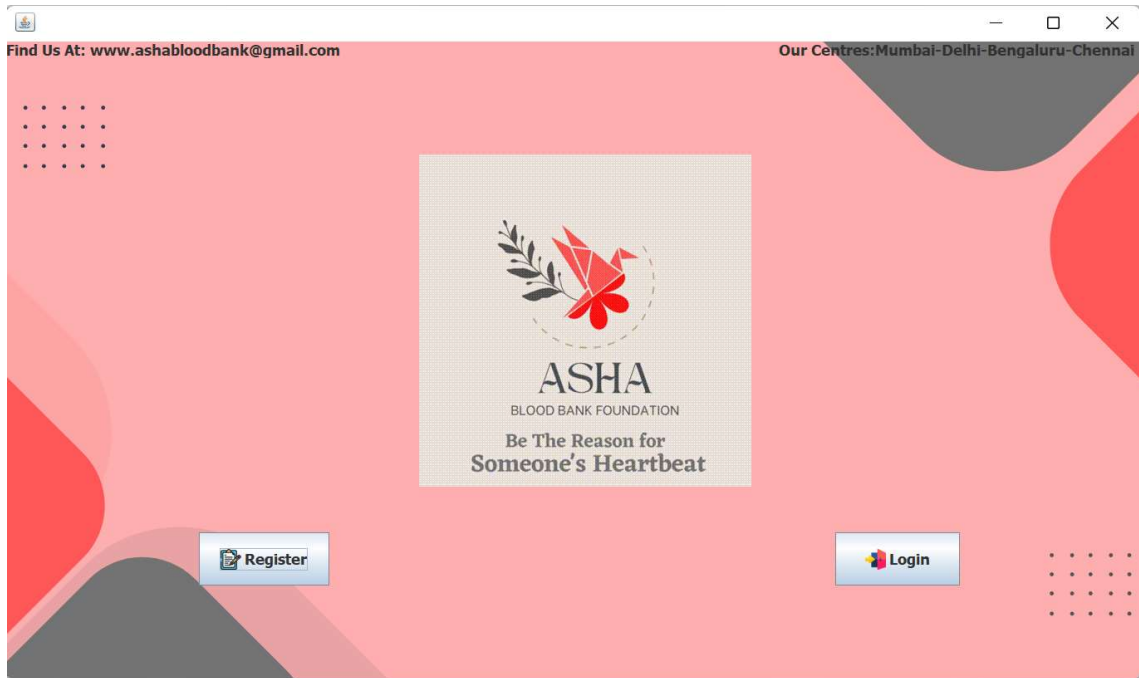 Find Us At: www.ashabloodbank@gmail.com
Our Centres:Mumbai-Delhi-Bengaluru-Chennai
ASHA
BLOOD BANK FOUNDATION
Be The Reason for
Someone's Heartbeat
Register
Login